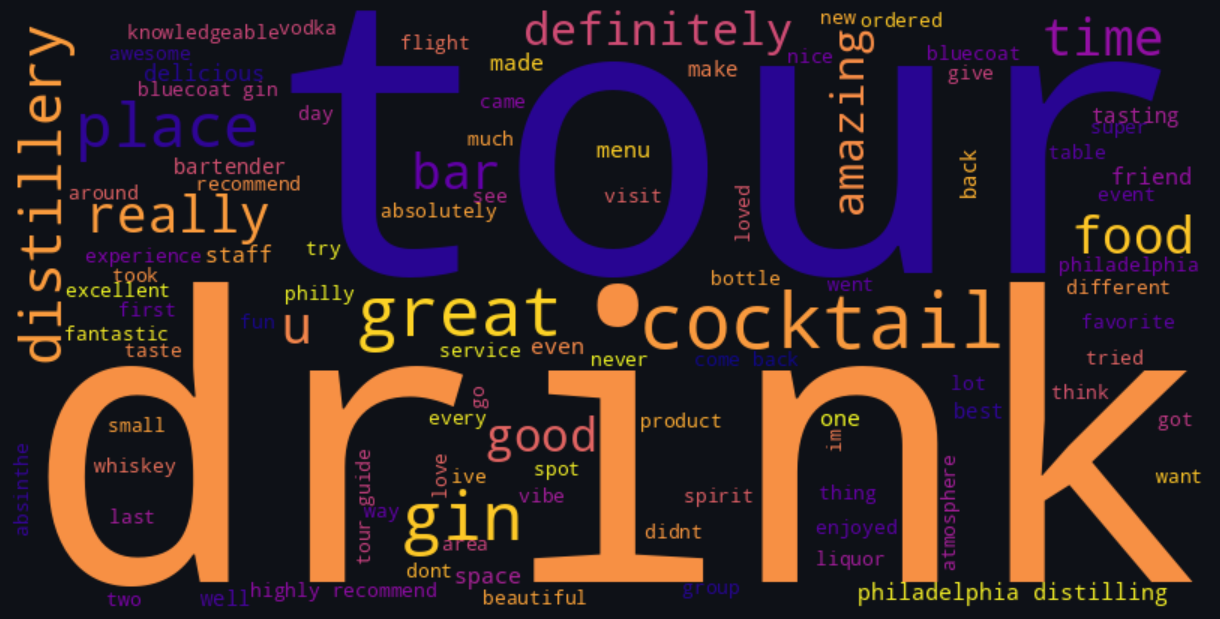 knowledgeable vodka
awesome
delicious
bluecoat gin
flight
definitely
made
make
nice
new ordered
bluecoat
give
time
distillery
place
day
came
much
bar
see
tour
menu
visit
absolutely
loved
amazing
back
tasting
super
table
friend
event
bartender
recommend
around
really
experience staff
try
food
philadelphia
different
took
excellent
first
fantastic
taste
philly
fun
u
great
service
even
never
bottle
went
cocktail
come back
favorite
tried
think
lot
best
got
want
drink
small
whiskey
last
absinthe
two
well
highly recommend
tour guide
go
every
good
love
ive
spot
vibe
way
gin
area
dont
space
beautiful
product
spirit
didnt
group
one
im
thing
enjoyed
liquor
atmosphere
philadelphia distilling